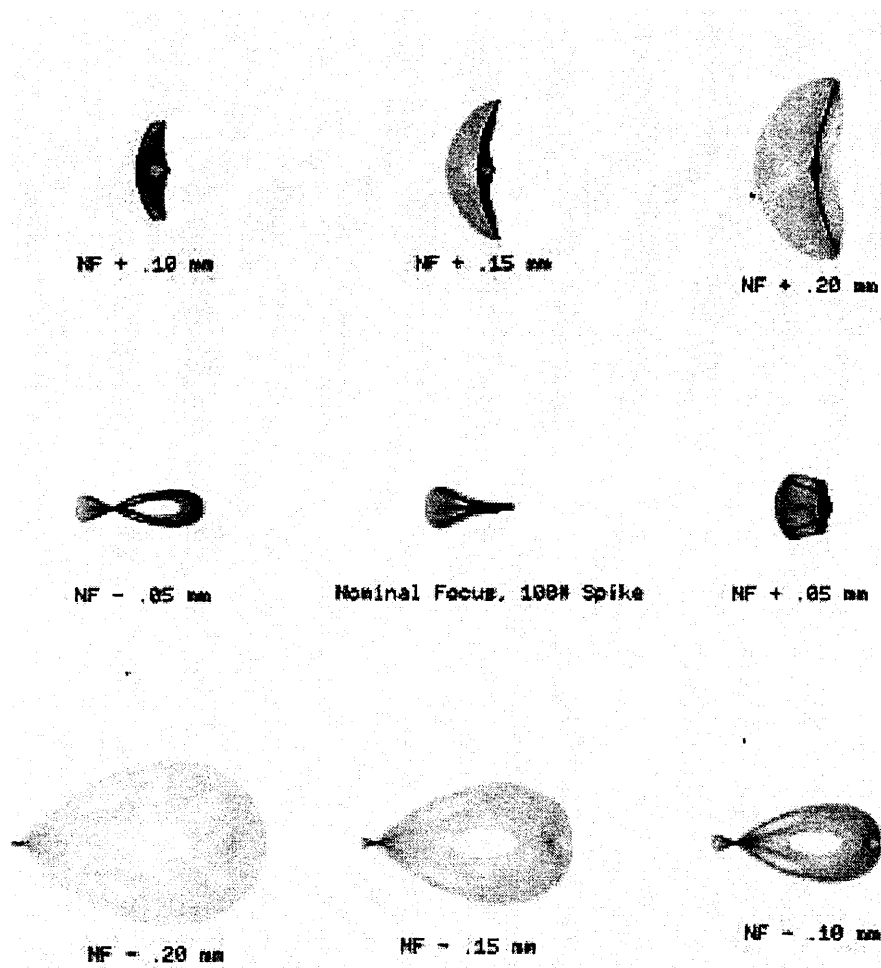 NF + .10 mm
NF + .15 mm
NF + .20 mm
NF - .05 mm
Nominal Focus, 100% Spike
NF + .05 mm
NF - .20 mm
NF - .15 mm
NF - .10 mm